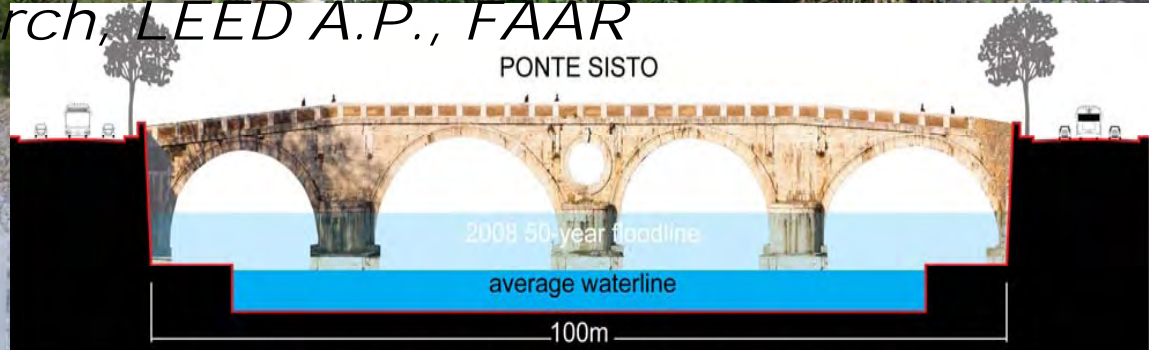 rch, LEED A.P., FAAR
PONTE SISTO
2008 50-year floodline
average waterline
100m